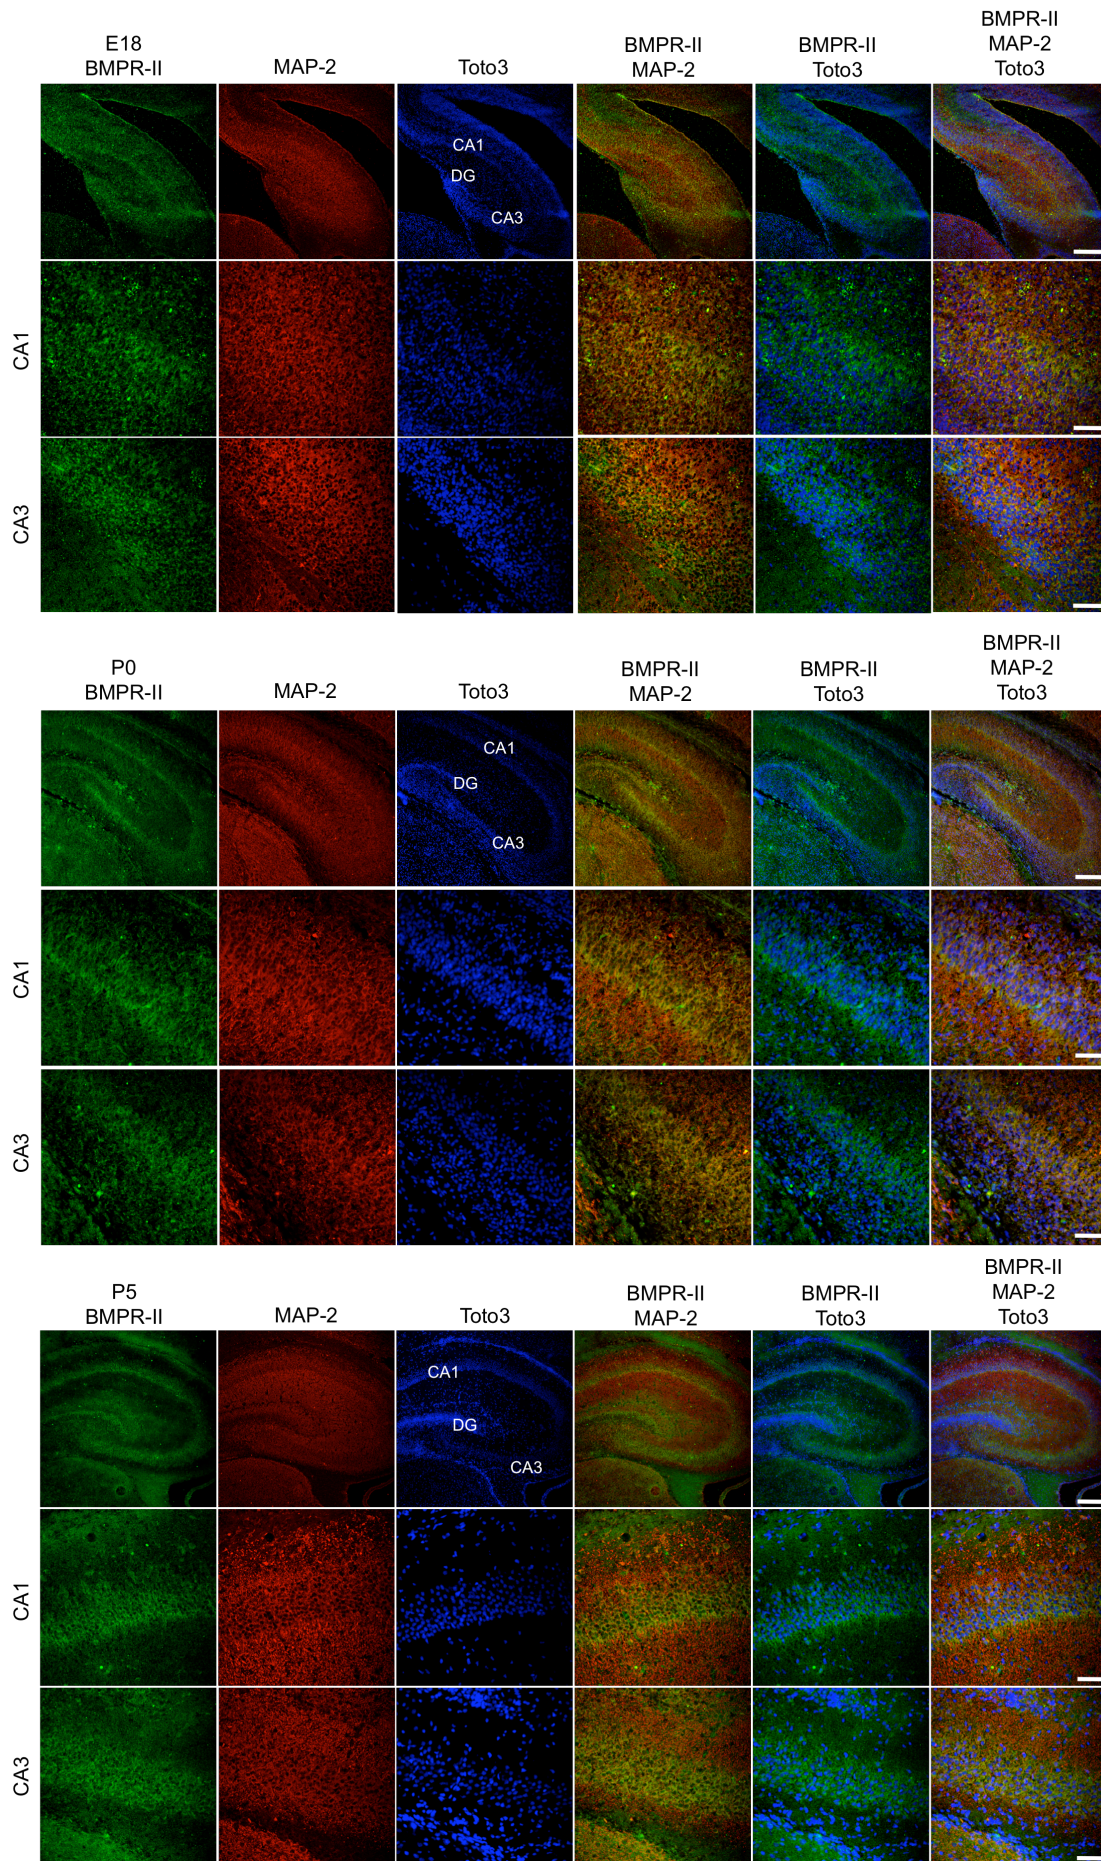 E18
BMPR-II
MAP-2
Toto3
BMPR-II
MAP-2
BMPR-II
Toto3
BMPR-II
MAP-2
Toto3
CA1
DG
CA3
CA1
CA3
P0
BMPR-II
MAP-2
Toto3
BMPR-II
MAP-2
BMPR-II
Toto3
BMPR-II
MAP-2
Toto3
CA1
DG
CA3
CA1
CA3
P5
BMPR-II
MAP-2
Toto3
BMPR-II
MAP-2
BMPR-II
Toto3
BMPR-II
MAP-2
Toto3
CA1
DG
CA3
CA1
CA3